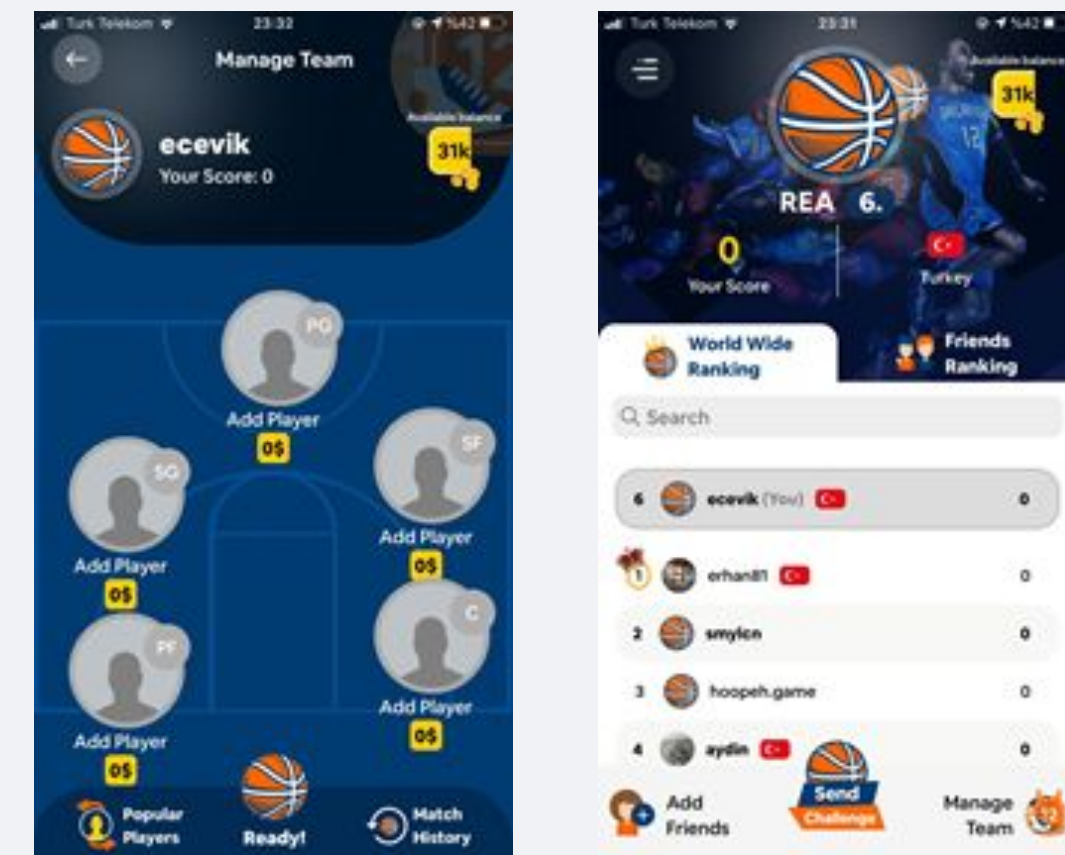 Turk Telekom
23:32
%42
Manage Team
Available balance
31k
ecevik
Your Score: 0
PG
Add Player
0$
SG
Add Player
0$
SF
Add Player
0$
PF
Add Player
0$
C
Add Player
0$
Popular
Players
Ready!
Match
History
Turk Telekom
23:31
%42
Available balance
31k
12
REA 6.
0
Your Score
Turkey
World Wide
Ranking
Friends
Ranking
Search
6 ecevik (You) 0
1 erhan81 0
2 smylcn 0
3 hoopeh.game 0
4 aydin 0
Add
Friends
Send
Challenge
Manage
Team